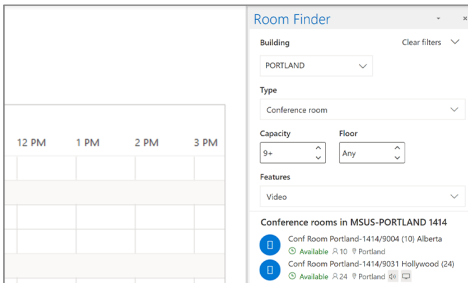 Room Finder
Building
Clear filters
PORTLAND
Type
Conference room
Capacity
Floor
9+
Any
Features
Video
12 PM 1 PM 2 PM 3 PM
Conference rooms in MSUS-PORTLAND 1414
Conf Room Portland-1414/9004 (10) Alberta
Available 10 Portland
Conf Room Portland-1414/9031 Hollywood (24)
Available 24 Portland